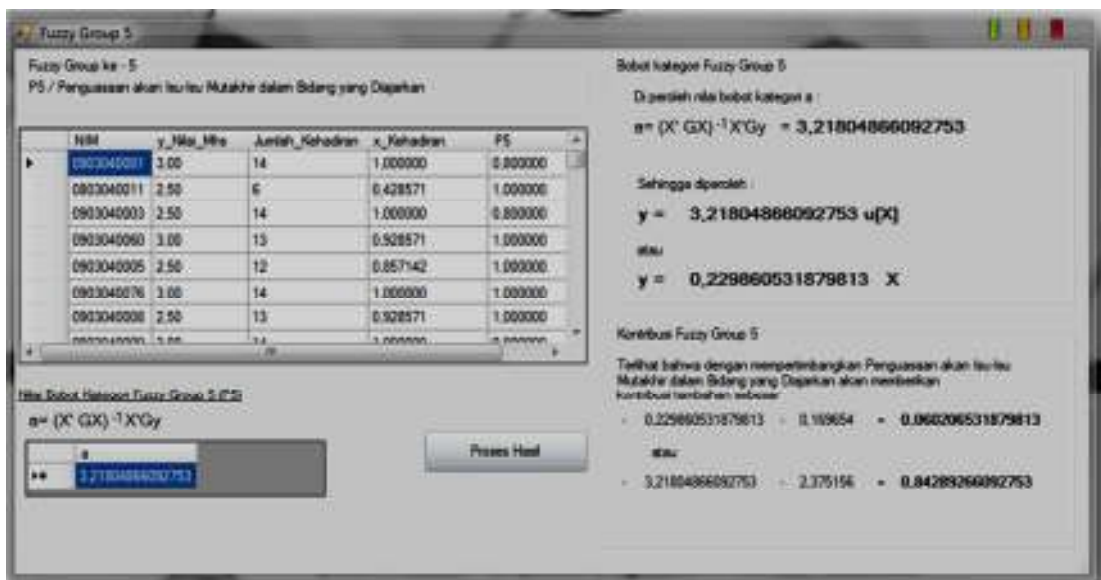 Fuzzy Group 5
Fuzzy Group ke - 5
P5 / Penguasaan akan Isu-Isu Mutakhir dalam Bidang yang Diajarkan
NIM y_Nilai_Mhs Jumlah_Kehadiran x_Kehadiran P5
0903040001 3.00 14 1.000000 0.800000
0803040011 2.50 6 0.428571 1.000000
0903040003 2.50 14 1.000000 0.800000
0903040060 3.00 13 0.928571 1.000000
0903040005 2.50 12 0.857142 1.000000
0903040076 3.00 14 1.000000 1.000000
0903040008 2.50 13 0.928571 1.000000
Nilai Bobot Kategori Fuzzy Group 5 (P5)
a= (X' GX) -1 X'Gy
a
3,21804866092753
Proses Hasil
Bobot kategori Fuzzy Group 5
Di peroleh nilai bobot kategori a :
a= (X' GX) -1 X'Gy = 3,21804866092753
Sehingga diperoleh :
y = 3,21804866092753 u[X]
atau
y = 0,229860531879813 X
Kontribusi Fuzzy Group 5
Terlihat bahwa dengan mempertimbangkan Penguasaan akan Isu-Isu
Mutakhir dalam Bidang yang Diajarkan akan memberikan
kontribusi tambahan sebesar
- 0,229860531879813 - 0,169654 = 0,060206531879813
atau
- 3,21804866092753 - 2,375156 = 0,84289266092753